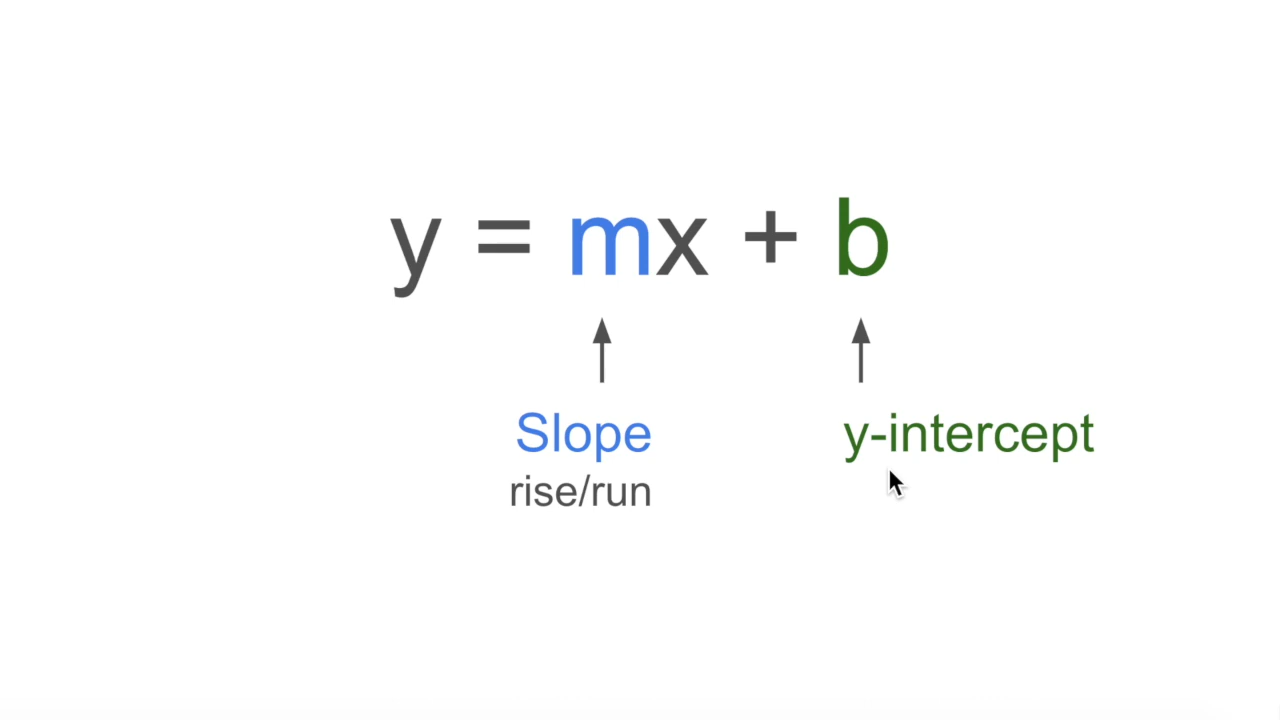 y = mx + b
Slope
y-intercept
rise/run